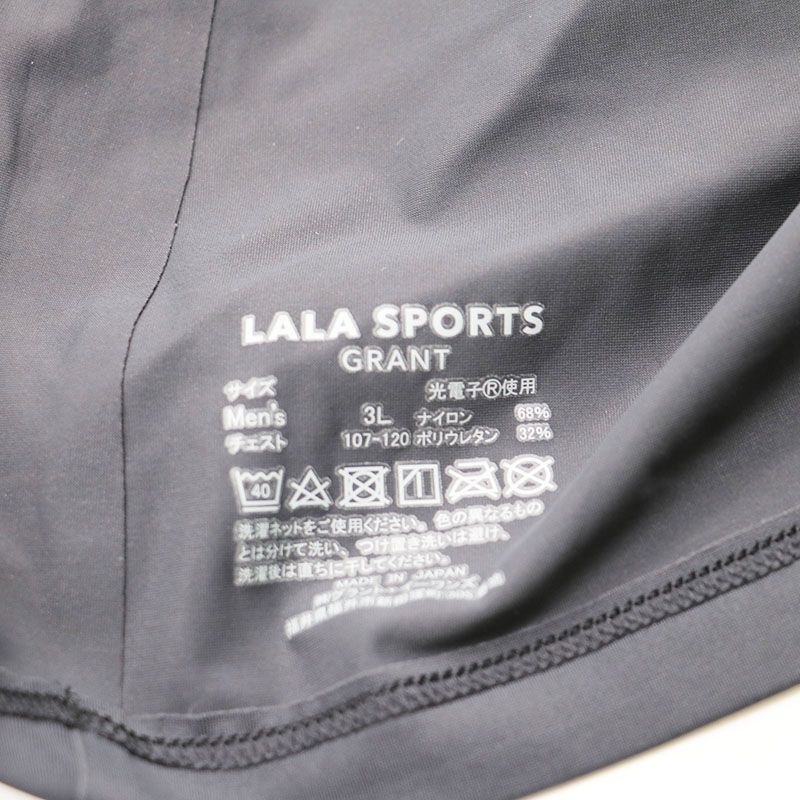 LALA SPORTS
GRANT
サイズ 光電子®使用
Men's 3L ナイロン 68%
チェスト 107-120 ポリウレタン 32%
40
洗濯ネットをご使用ください。色の異なるもの
とは分けて洗い、つけ置き洗いは避け、
洗濯後は直ちに干してください。
MADE IN JAPAN